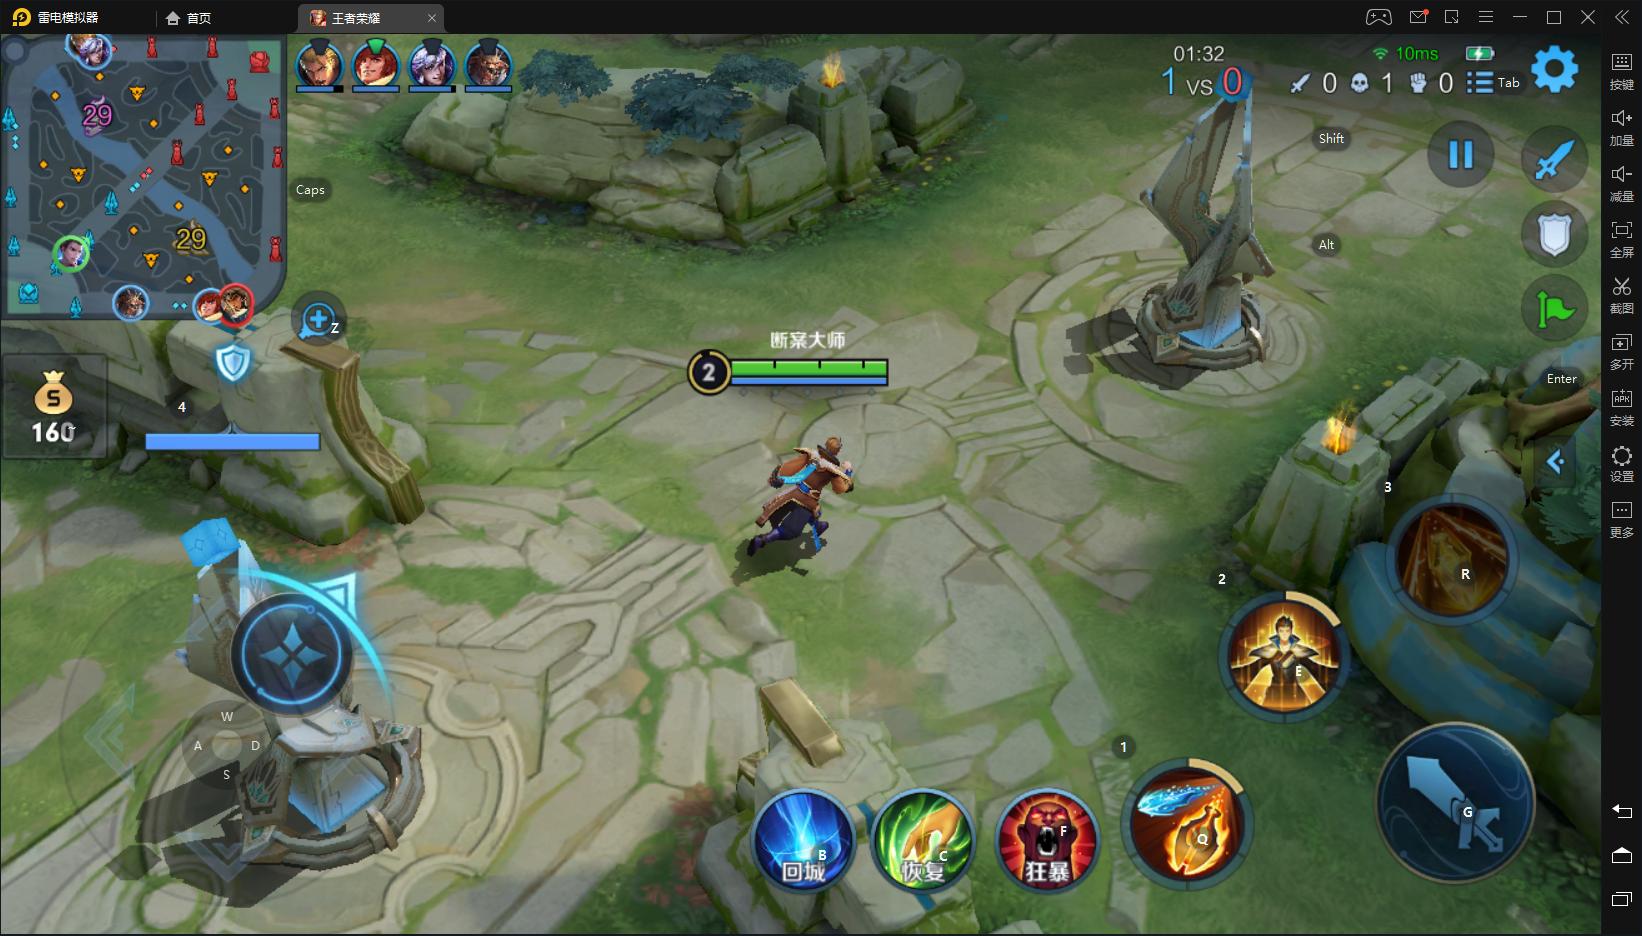 雷电模拟器
首页
王者荣耀
01:32
10ms
1 vs 0
0 1 0 Tab
29
29
Caps
Shift
Alt
Enter
Z
断案大师
2
160
4
3
R
2
E
1
W
A D
S
B
回城
C
恢复
F
狂暴
Q
G
按键
加量
减量
全屏
截图
多开
APK
安装
设置
更多